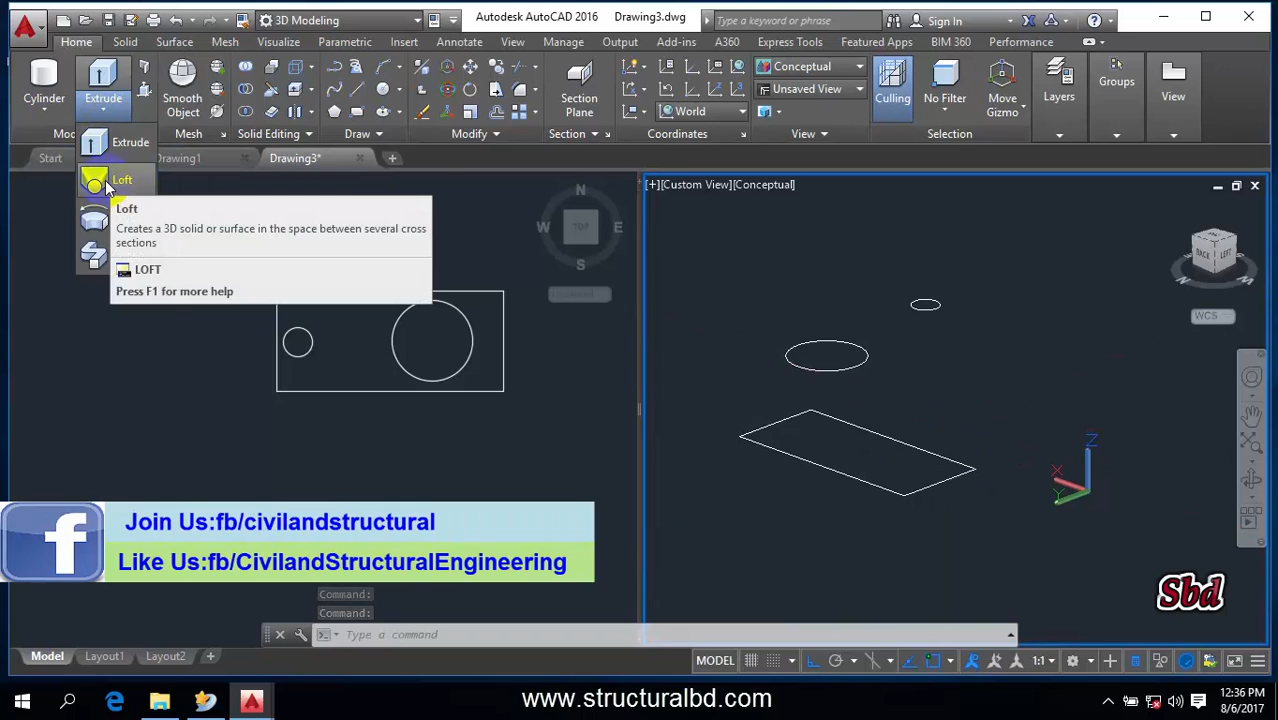 3D Modeling
Autodesk AutoCAD 2016 Drawing3.dwg
Type a keyword or phrase
Sign In
Home Solid Surface Mesh Visualize Parametric Insert Annotate View Manage Output Add-ins A360 Express Tools Featured Apps BIM 360 Performance
Cylinder
Extrude
Smooth
Object
Section
Plane
Conceptual
Unsaved View
World
Culling
No Filter
Move
Gizmo
Layers
Groups
View
Mod
Mesh
Solid Editing
Draw
Modify
Section
Coordinates
View
Selection
Start
Drawing1
Drawing3*
Extrude
Loft
Loft
Creates a 3D solid or surface in the space between several cross
sections
LOFT
Press F1 for more help
N
W
TOP
E
S
[+][Custom View][Conceptual]
BACK
LEFT
WCS
Z
X
Y
Join Us:fb/civilandstructural
Like Us:fb/CivilandStructuralEngineering
Sbd
Command:
Command:
Type a command
Model Layout1 Layout2
MODEL
1:1
www.structuralbd.com
12:36 PM
8/6/2017